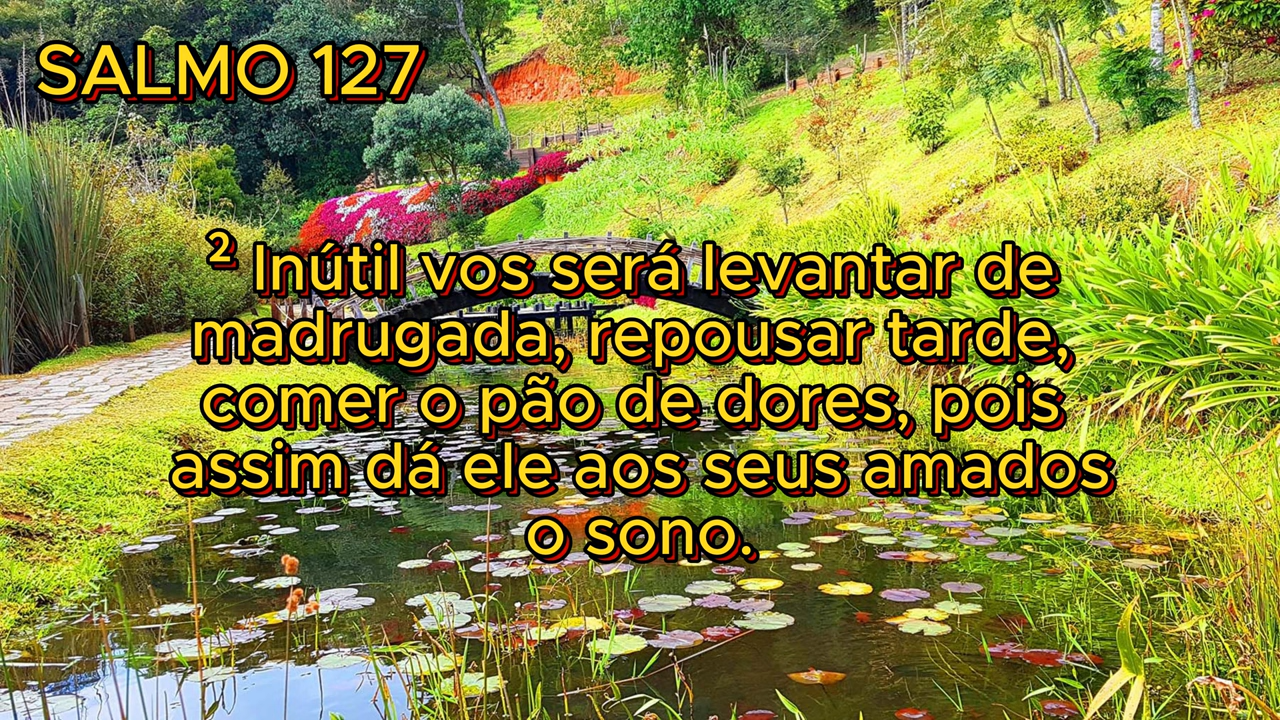 SALMO 127
² Inútil vos será levantar de
madrugada, repousar tarde,
comer o pão de dores, pois
assim dá ele aos seus amados
o sono.